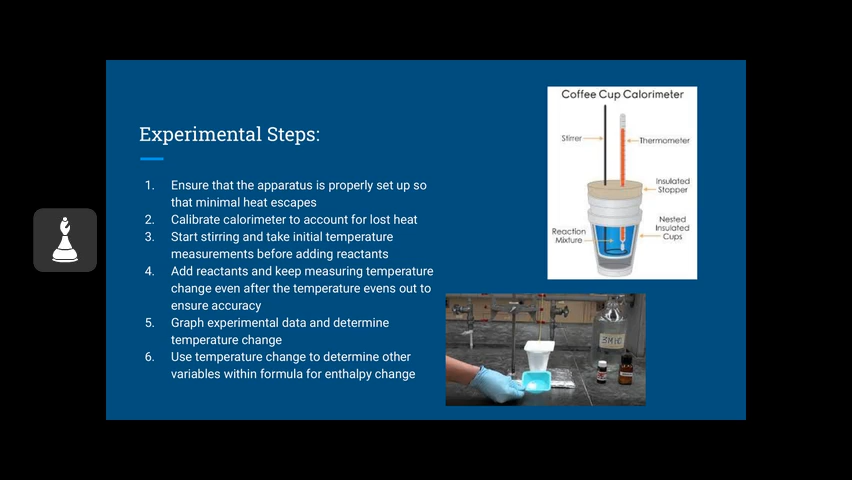 Experimental Steps:
1. Ensure that the apparatus is properly set up so
that minimal heat escapes
2. Calibrate calorimeter to account for lost heat
3. Start stirring and take initial temperature
measurements before adding reactants
4. Add reactants and keep measuring temperature
change even after the temperature evens out to
ensure accuracy
5. Graph experimental data and determine
temperature change
6. Use temperature change to determine other
variables within formula for enthalpy change
Coffee Cup Calorimeter
Stirrer
Thermometer
Insulated
Stopper
Reaction
Mixture
Nested
Insulated
Cups